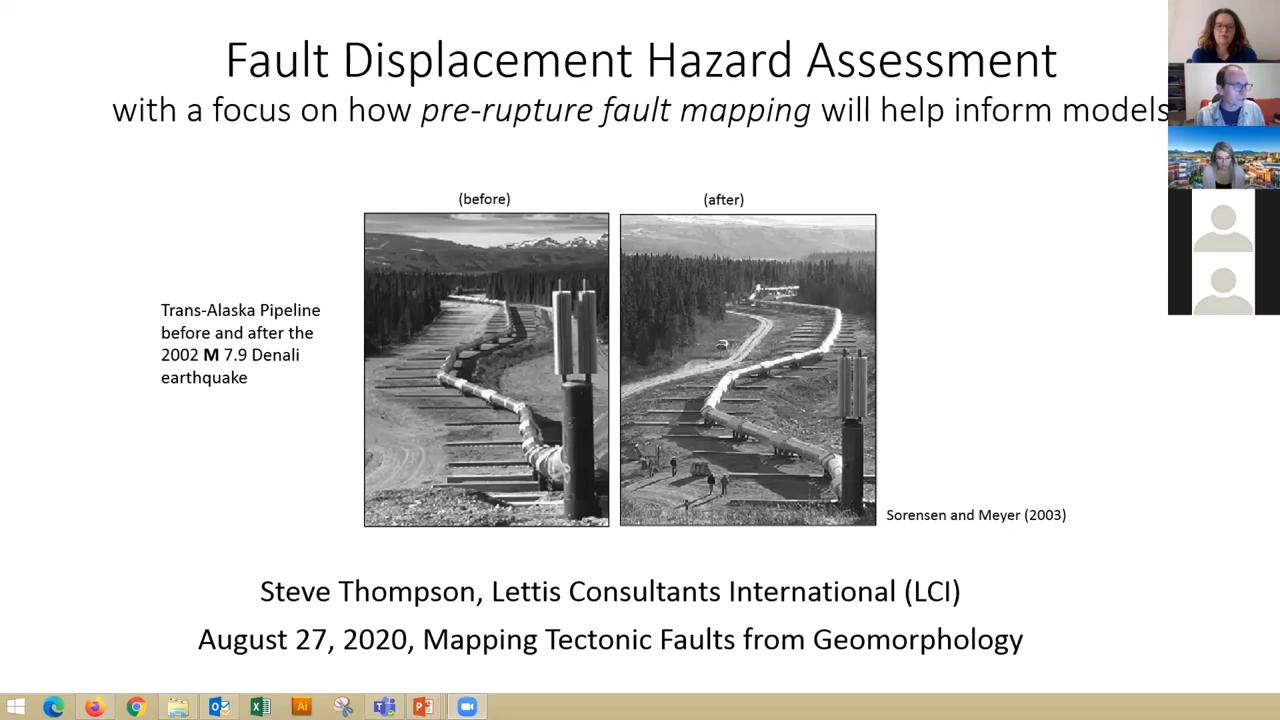 Fault Displacement Hazard Assessment
with a focus on how pre-rupture fault mapping will help inform models
(before)
(after)
Trans-Alaska Pipeline
before and after the
2002 M 7.9 Denali
earthquake
Sorensen and Meyer (2003)
Steve Thompson, Lettis Consultants International (LCI)
August 27, 2020, Mapping Tectonic Faults from Geomorphology
Ai